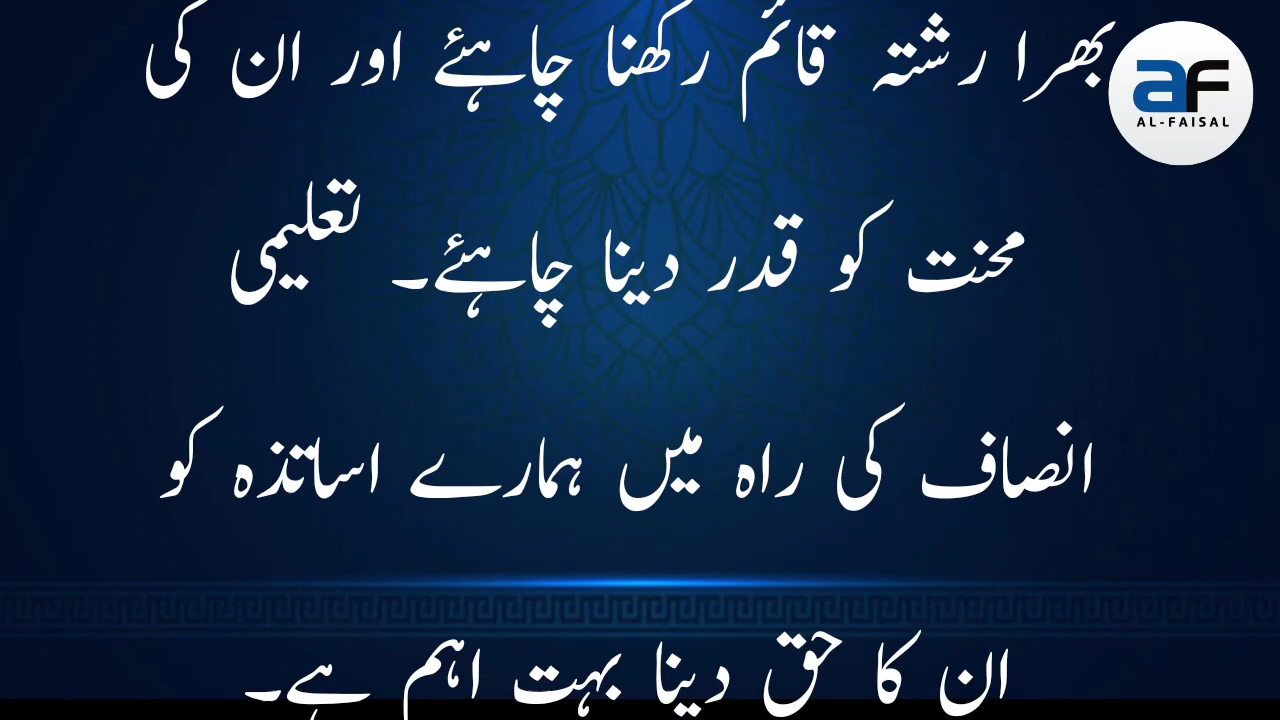 بھرا رشتہ قائم رکھنا چاہئے اور ان کی
aF
AL-FAISAL
محنت کو قدر دینا چاہئے۔ تعلیمی
انصاف کی راہ میں ہمارے اساتذہ کو
ان کا حق دینا بہت اہم ہے۔